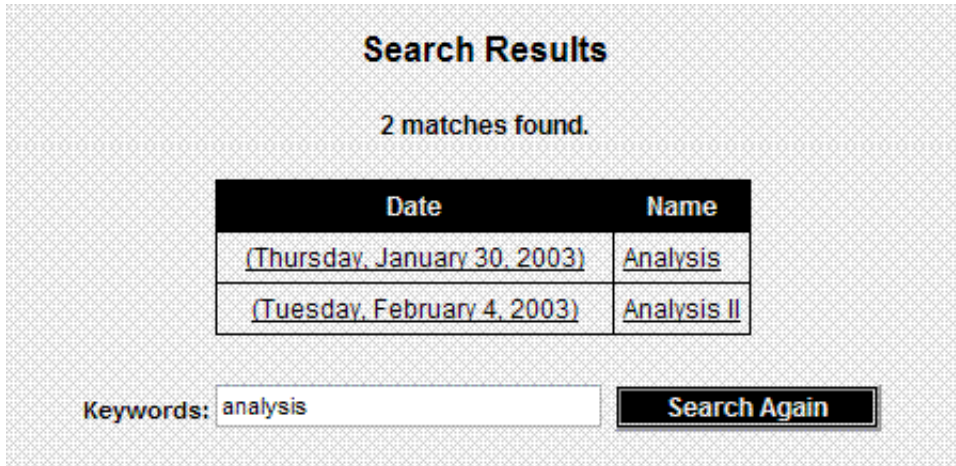 Search Results
2 matches found.
Date Name
(Thursday, January 30, 2003) Analysis
(Tuesday, February 4, 2003) Analysis II
Keywords: analysis Search Again